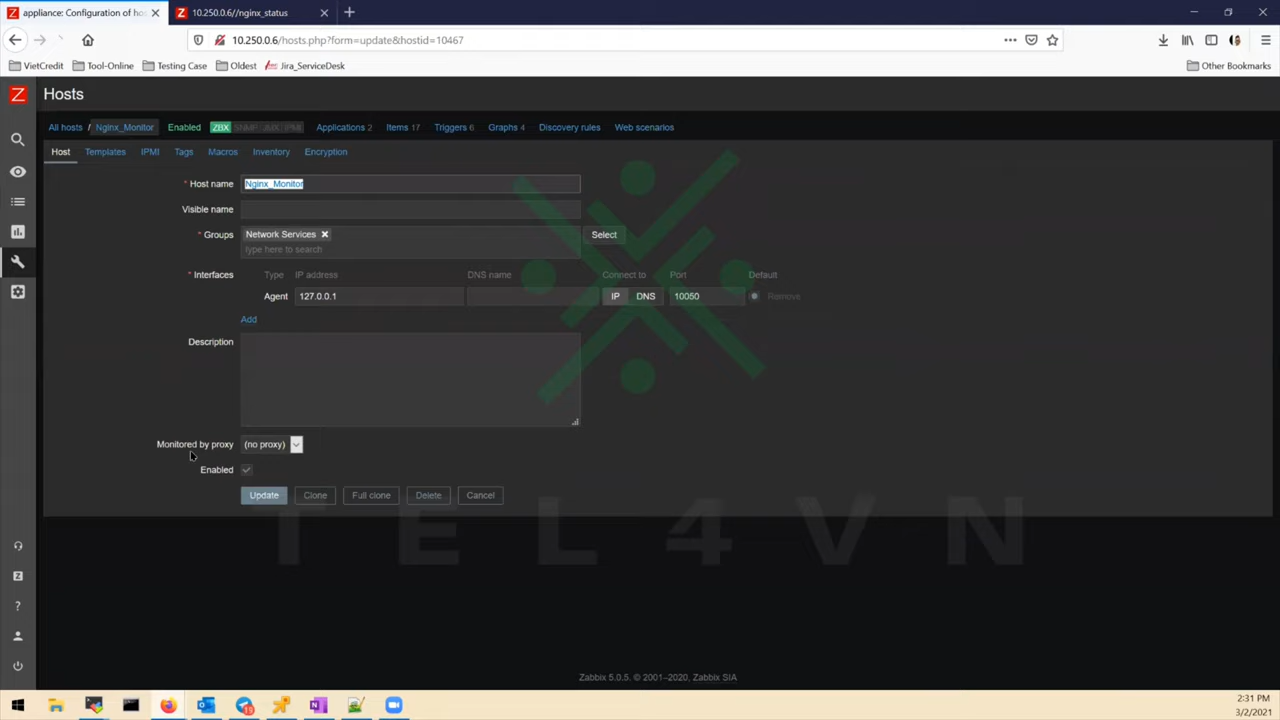 appliance: Configuration of ho
10.250.0.6//nginx_status
10.250.0.6/hosts.php?form=update&hostid=10467
VietCredit
Tool-Online
Testing Case
Oldest
Jira_ServiceDesk
Other Bookmarks
Z
Hosts
All hosts / Nginx_Monitor Enabled ZBX SNMP JMX IPMI Applications 2 Items 17 Triggers 6 Graphs 4 Discovery rules Web scenarios
Host Templates IPMI Tags Macros Inventory Encryption
* Host name Nginx_Monitor
Visible name
* Groups Network Services Select
type here to search
* Interfaces Type IP address DNS name Connect to Port Default
Agent 127.0.0.1 IP DNS 10050 Remove
Add
Description
Monitored by proxy (no proxy)
Enabled
Update Clone Full clone Delete Cancel
TEL4VN
Zabbix 5.0.5. © 2001–2020, Zabbix SIA
2:31 PM
3/2/2021